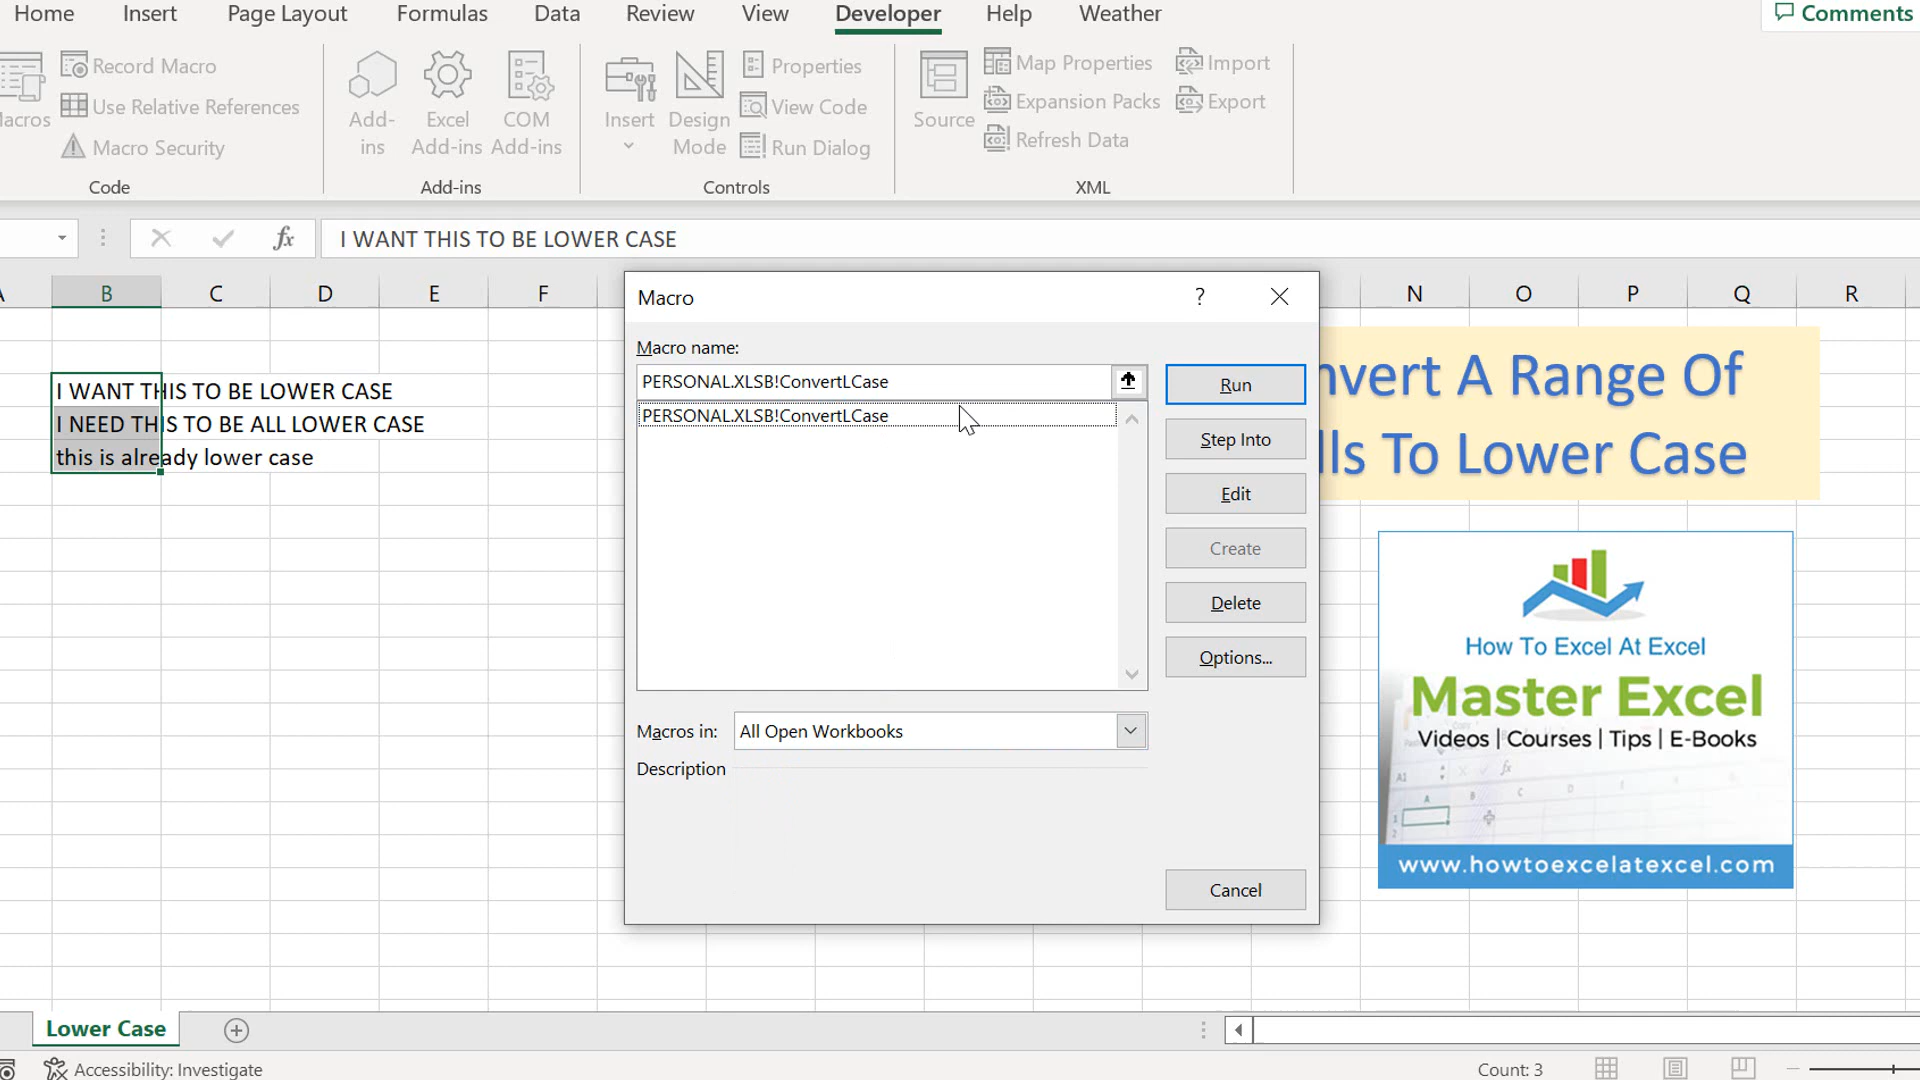 Home Insert Page Layout Formulas Data Review View Developer Help Weather Comments
Record Macro
Use Relative References
Macro Security
Code
Add-ins
Excel Add-ins
COM Add-ins
Add-ins
Insert
Design Mode
Properties
View Code
Run Dialog
Controls
Source
Map Properties
Expansion Packs
Refresh Data
Import
Export
XML
fx I WANT THIS TO BE LOWER CASE
B C D E F N O P Q R
I WANT THIS TO BE LOWER CASE
I NEED THIS TO BE ALL LOWER CASE
this is already lower case
Macro ?
Macro name:
PERSONAL.XLSB!ConvertLCase
PERSONAL.XLSB!ConvertLCase
Run
Step Into
Edit
Create
Delete
Options...
Macros in: All Open Workbooks
Description
Cancel
A Range Of
To Lower Case
How To Excel At Excel
Master Excel
Videos | Courses | Tips | E-Books
A1 fx
www.howtoexcelatexcel.com
Lower Case
Accessibility: Investigate
Count: 3